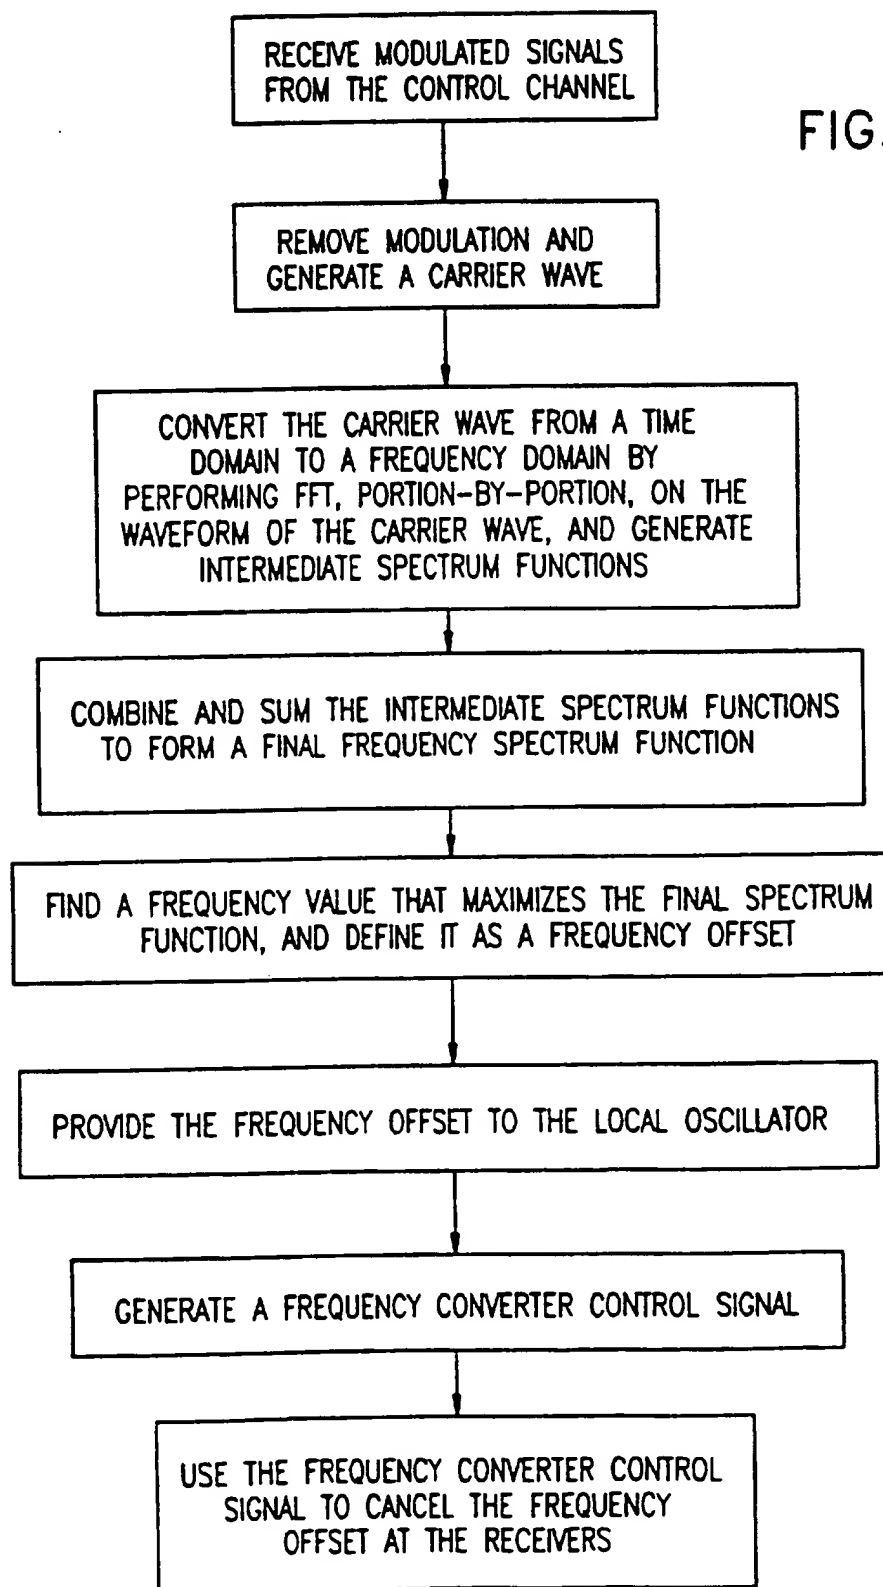 RECEIVE MODULATED SIGNALS
FROM THE CONTROL CHANNEL
FIG.
REMOVE MODULATION AND
GENERATE A CARRIER WAVE
CONVERT THE CARRIER WAVE FROM A TIME
DOMAIN TO A FREQUENCY DOMAIN BY
PERFORMING FFT, PORTION-BY-PORTION, ON THE
WAVEFORM OF THE CARRIER WAVE, AND GENERATE
INTERMEDIATE SPECTRUM FUNCTIONS
COMBINE AND SUM THE INTERMEDIATE SPECTRUM FUNCTIONS
TO FORM A FINAL FREQUENCY SPECTRUM FUNCTION
FIND A FREQUENCY VALUE THAT MAXIMIZES THE FINAL SPECTRUM
FUNCTION, AND DEFINE IT AS A FREQUENCY OFFSET
PROVIDE THE FREQUENCY OFFSET TO THE LOCAL OSCILLATOR
GENERATE A FREQUENCY CONVERTER CONTROL SIGNAL
USE THE FREQUENCY CONVERTER CONTROL
SIGNAL TO CANCEL THE FREQUENCY
OFFSET AT THE RECEIVERS